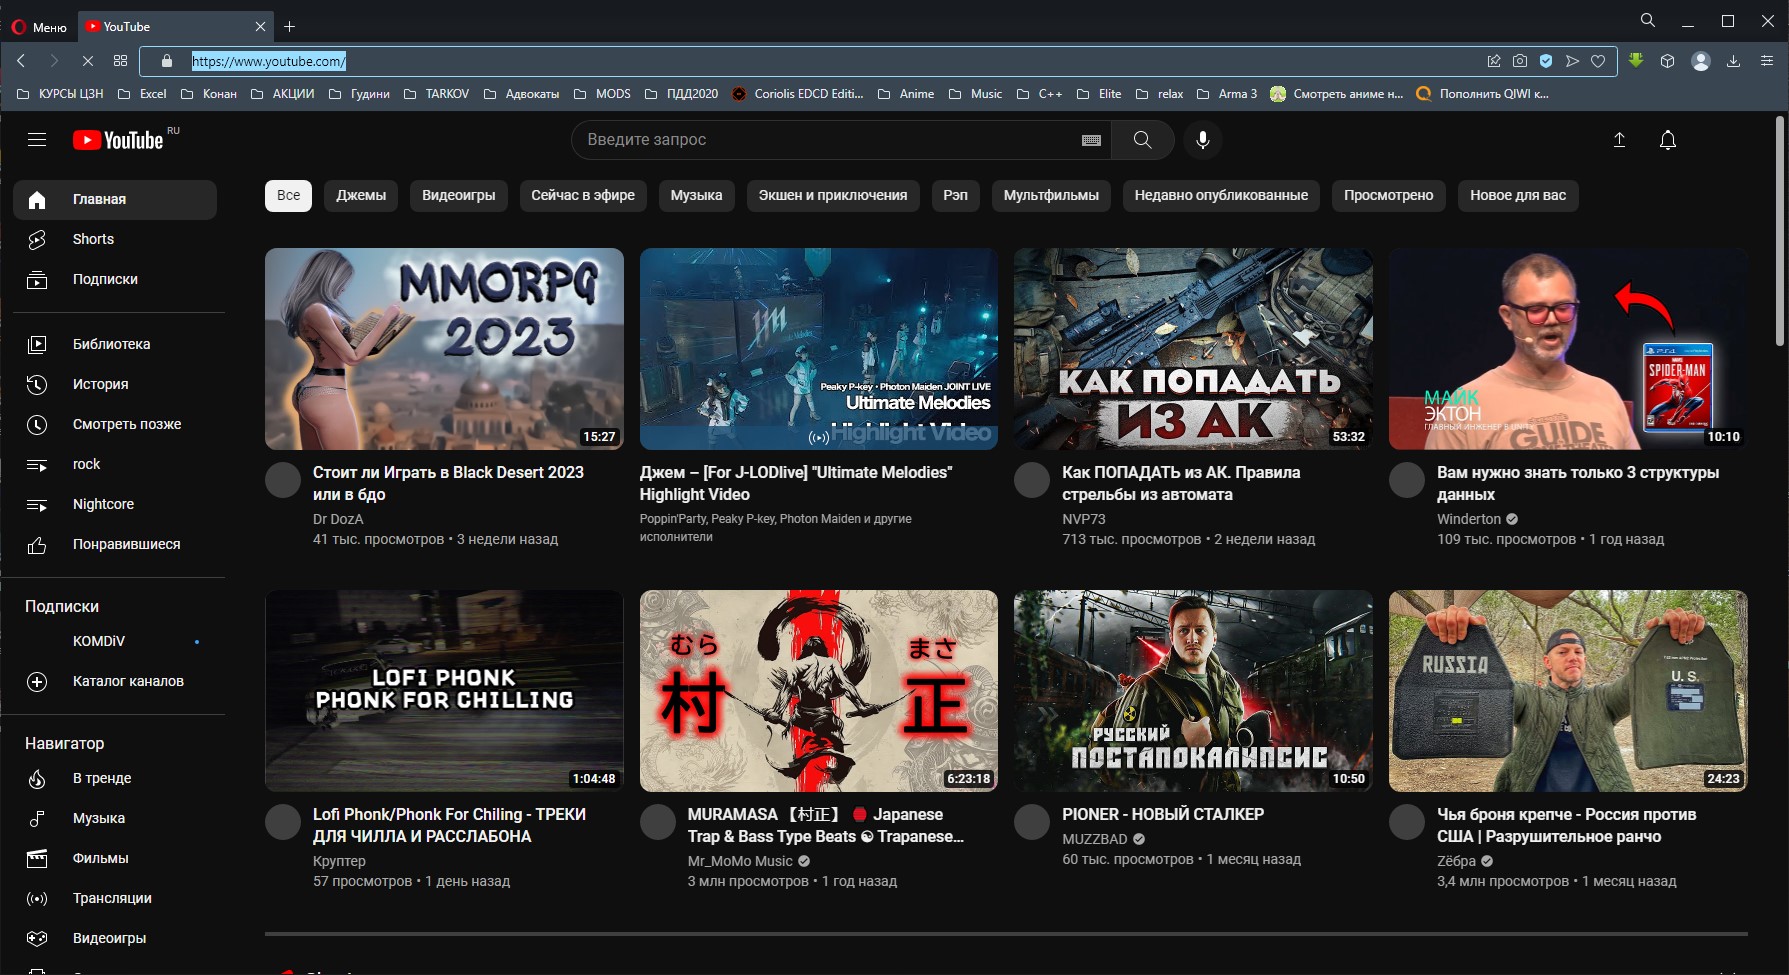 Меню
YouTube
https://www.youtube.com/
КУРСЫ ЦЗН
Excel
Конан
АКЦИИ
Гудини
TARKOV
Адвокаты
MODS
ПДД2020
Coriolis EDCD Editi...
Anime
Music
C++
Elite
relax
Arma 3
Смотреть аниме н...
Пополнить QIWI к...
YouTube
RU
Введите запрос
Главная
Shorts
Подписки
Библиотека
История
Смотреть позже
rock
Nightcore
Понравившиеся
Подписки
KOMDiV
Каталог каналов
Навигатор
В тренде
Музыка
Фильмы
Трансляции
Видеоигры
Все
Джемы
Видеоигры
Сейчас в эфире
Музыка
Экшен и приключения
Рэп
Мультфильмы
Недавно опубликованные
Просмотрено
Новое для вас
MMORPG
2023
15:27
Стоит ли Играть в Black Desert 2023
или в бдо
Dr DozA
41 тыс. просмотров • 3 недели назад
Peaky P-key • Photon Maiden JOINT LIVE
Ultimate Melodies
Highlight Video
Джем – [For J-LODlive] "Ultimate Melodies"
Highlight Video
Poppin'Party, Peaky P-key, Photon Maiden и другие
исполнители
КАК ПОПАДАТЬ
ИЗ АК
53:32
Как ПОПАДАТЬ из АК. Правила
стрельбы из автомата
NVP73
713 тыс. просмотров • 2 недели назад
МАЙК
ЭКТОН
ГЛАВНЫЙ ИНЖЕНЕР В UNITY
GUIDE
PS4
MARVEL
SPIDER-MAN
10:10
Вам нужно знать только 3 структуры
данных
Winderton
109 тыс. просмотров • 1 год назад
LOFI PHONK
PHONK FOR CHILLING
1:04:48
Lofi Phonk/Phonk For Chiling - ТРЕКИ
ДЛЯ ЧИЛЛА И РАССЛАБОНА
Круптер
57 просмотров • 1 день назад
むら
村
まさ
正
6:23:18
MURAMASA 【村正】 🏮 Japanese
Trap & Bass Type Beats ☯ Trapanese...
Mr_MoMo Music
3 млн просмотров • 1 год назад
РУССКИЙ
ПОСТАПОКАЛИПСИС
10:50
PIONER - НОВЫЙ СТАЛКЕР
MUZZBAD
60 тыс. просмотров • 1 месяц назад
RUSSIA
U. S.
24:23
Чья броня крепче - Россия против
США | Разрушительное ранчо
Zёбра
3,4 млн просмотров • 1 месяц назад